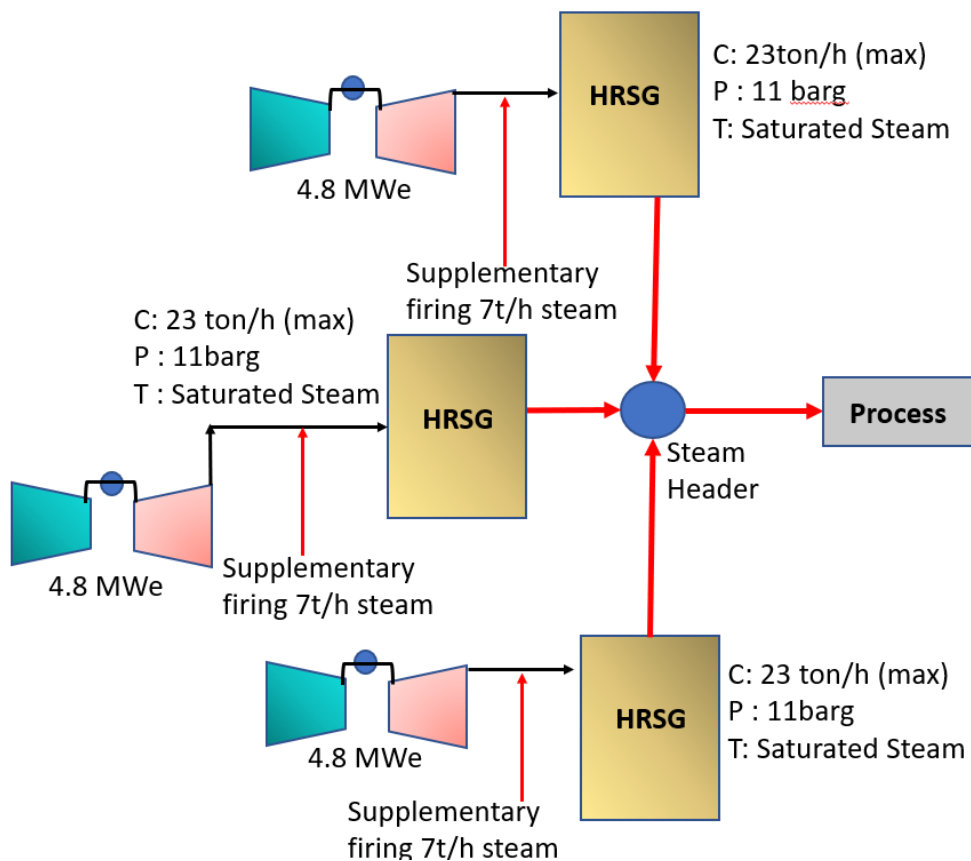 HRSG
C: 23ton/h (max)
P : 11 barg
T: Saturated Steam
4.8 MWe
Supplementary
firing 7t/h steam
C: 23 ton/h (max)
P : 11barg
T : Saturated Steam
HRSG
4.8 MWe
Supplementary
firing 7t/h steam
Steam
Header
Process
HRSG
C: 23 ton/h (max)
P : 11barg
T: Saturated Steam
4.8 MWe
Supplementary
firing 7t/h steam